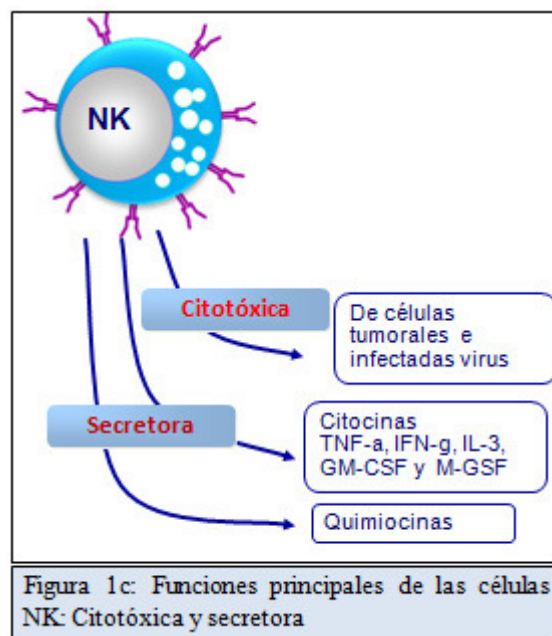 NK
Citotóxica
De células
tumorales e
infectadas virus
Secretora
Citocinas
TNF-a, IFN-g, IL-3,
GM-CSF y M-GSF
Quimiocinas
Figura 1c: Funciones principales de las células
NK: Citotóxica y secretora